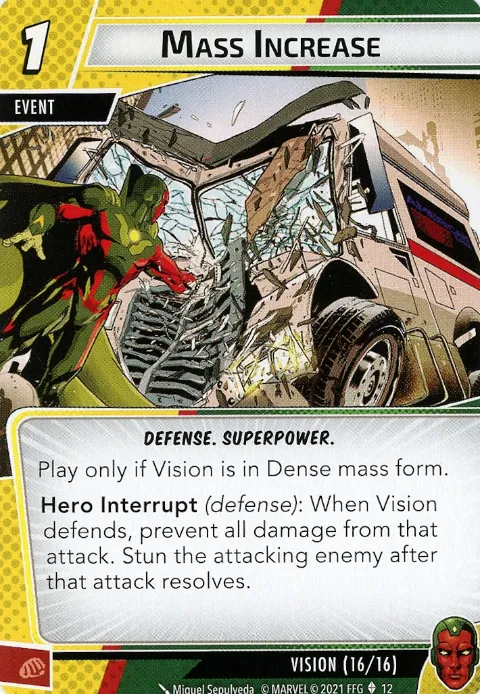 1
MASS INCREASE
EVENT
DEFENSE. SUPERPOWER.
Play only if Vision is in Dense mass form.
Hero Interrupt (defense): When Vision
defends, prevent all damage from that
attack. Stun the attacking enemy after
that attack resolves.
VISION (16/16)
Miguel Sepulveda © MARVEL © 2021 FFG 12